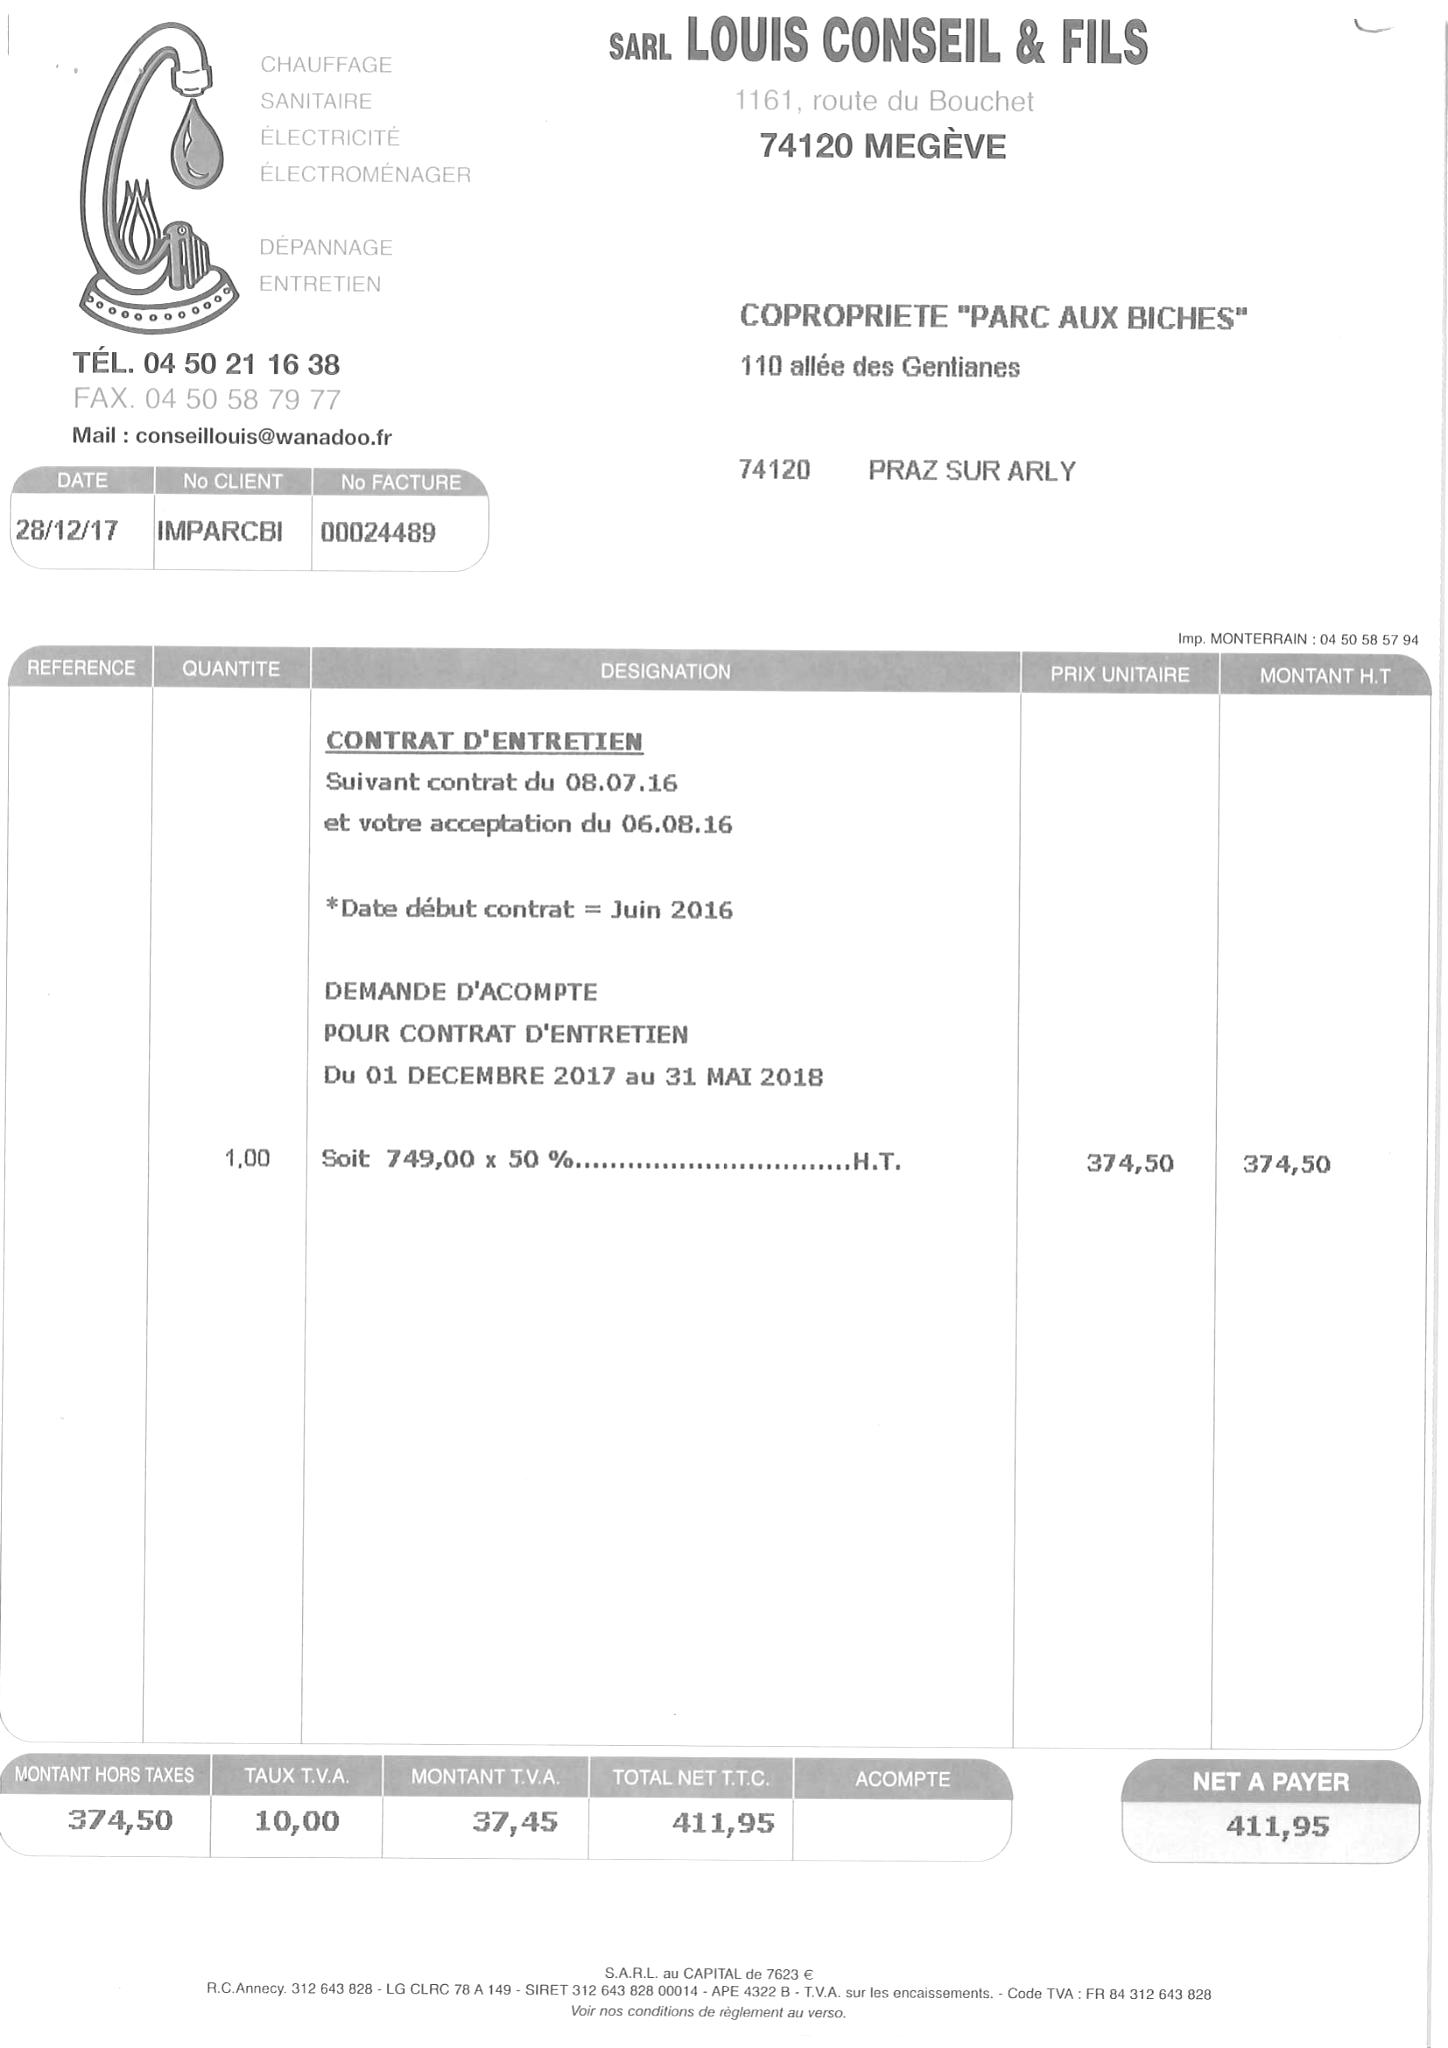 SARL LOUIS CONSEIL & FILS
1161, route du Bouchet
74120 MEGÈVE
CHAUFFAGE
SANITAIRE
ÉLECTRICITÉ
ÉLECTROMÉNAGER
DÉPANNAGE
ENTRETIEN
TÉL. 04 50 21 16 38
FAX. 04 50 58 79 77
Mail : conseillouis@wanadoo.fr
COPROPRIETE "PARC AUX BICHES"
110 allée des Gentianes
74120 PRAZ SUR ARLY
DATE No CLIENT No FACTURE
28/12/17 IMPARCBI 00024489
Imp. MONTERRAIN : 04 50 58 57 94
REFERENCE QUANTITE DESIGNATION PRIX UNITAIRE MONTANT H.T
CONTRAT D'ENTRETIEN
Suivant contrat du 08.07.16
et votre acceptation du 06.08.16
*Date début contrat = Juin 2016
DEMANDE D'ACOMPTE
POUR CONTRAT D'ENTRETIEN
Du 01 DECEMBRE 2017 au 31 MAI 2018
1,00 Soit 749,00 x 50 %................................H.T. 374,50 374,50
MONTANT HORS TAXES TAUX T.V.A. MONTANT T.V.A. TOTAL NET T.T.C. ACOMPTE NET A PAYER
374,50 10,00 37,45 411,95 411,95
S.A.R.L. au CAPITAL de 7623 €
R.C.Annecy. 312 643 828 - LG CLRC 78 A 149 - SIRET 312 643 828 00014 - APE 4322 B - T.V.A. sur les encaissements. - Code TVA : FR 84 312 643 828
Voir nos conditions de règlement au verso.